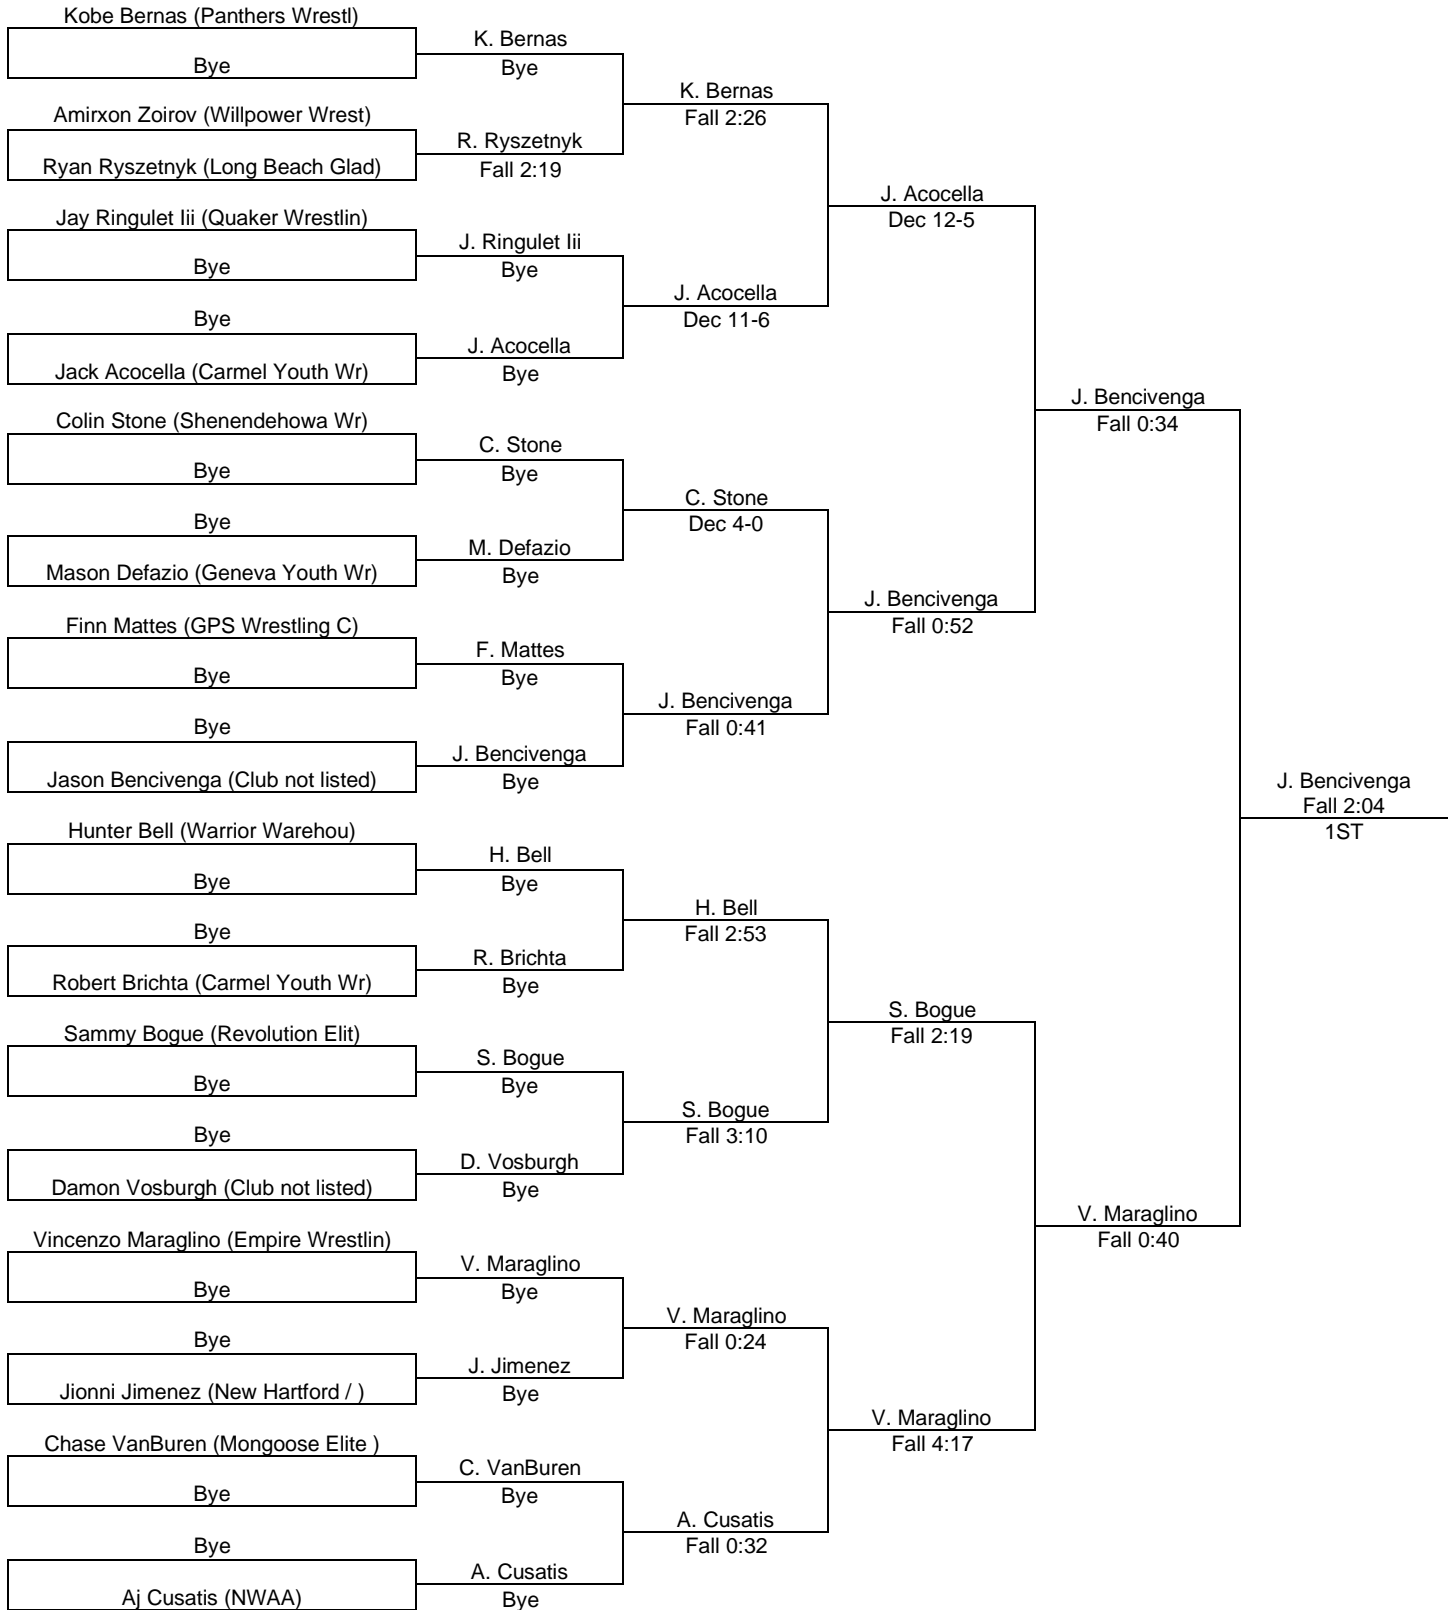 Kobe Bernas (Panthers Wrestl)
Bye
Amirxon Zoirov (Willpower Wrest)
Ryan Ryszetnyk (Long Beach Glad)
Jay Ringulet Iii (Quaker Wrestlin)
Bye
Bye
Jack Acocella (Carmel Youth Wr)
Colin Stone (Shenendehowa Wr)
Bye
Bye
Mason Defazio (Geneva Youth Wr)
Finn Mattes (GPS Wrestling C)
Bye
Bye
Jason Bencivenga (Club not listed)
Hunter Bell (Warrior Warehou)
Bye
Bye
Robert Brichta (Carmel Youth Wr)
Sammy Bogue (Revolution Elit)
Bye
Bye
Damon Vosburgh (Club not listed)
Vincenzo Maraglino (Empire Wrestlin)
Bye
Bye
Jionni Jimenez (New Hartford / )
Chase VanBuren (Mongoose Elite )
Bye
Bye
Aj Cusatis (NWAA)
K. Bernas
Bye
R. Ryszetnyk
Fall 2:19
J. Ringulet Iii
Bye
J. Acocella
Bye
C. Stone
Bye
M. Defazio
Bye
F. Mattes
Bye
J. Bencivenga
Bye
H. Bell
Bye
R. Brichta
Bye
S. Bogue
Bye
D. Vosburgh
Bye
V. Maraglino
Bye
J. Jimenez
Bye
C. VanBuren
Bye
A. Cusatis
Bye
K. Bernas
Fall 2:26
J. Acocella
Dec 11-6
C. Stone
Dec 4-0
J. Bencivenga
Fall 0:41
H. Bell
Fall 2:53
S. Bogue
Fall 3:10
V. Maraglino
Fall 0:24
A. Cusatis
Fall 0:32
J. Acocella
Dec 12-5
J. Bencivenga
Fall 0:52
S. Bogue
Fall 2:19
V. Maraglino
Fall 4:17
J. Bencivenga
Fall 0:34
V. Maraglino
Fall 0:40
J. Bencivenga
Fall 2:04
1ST